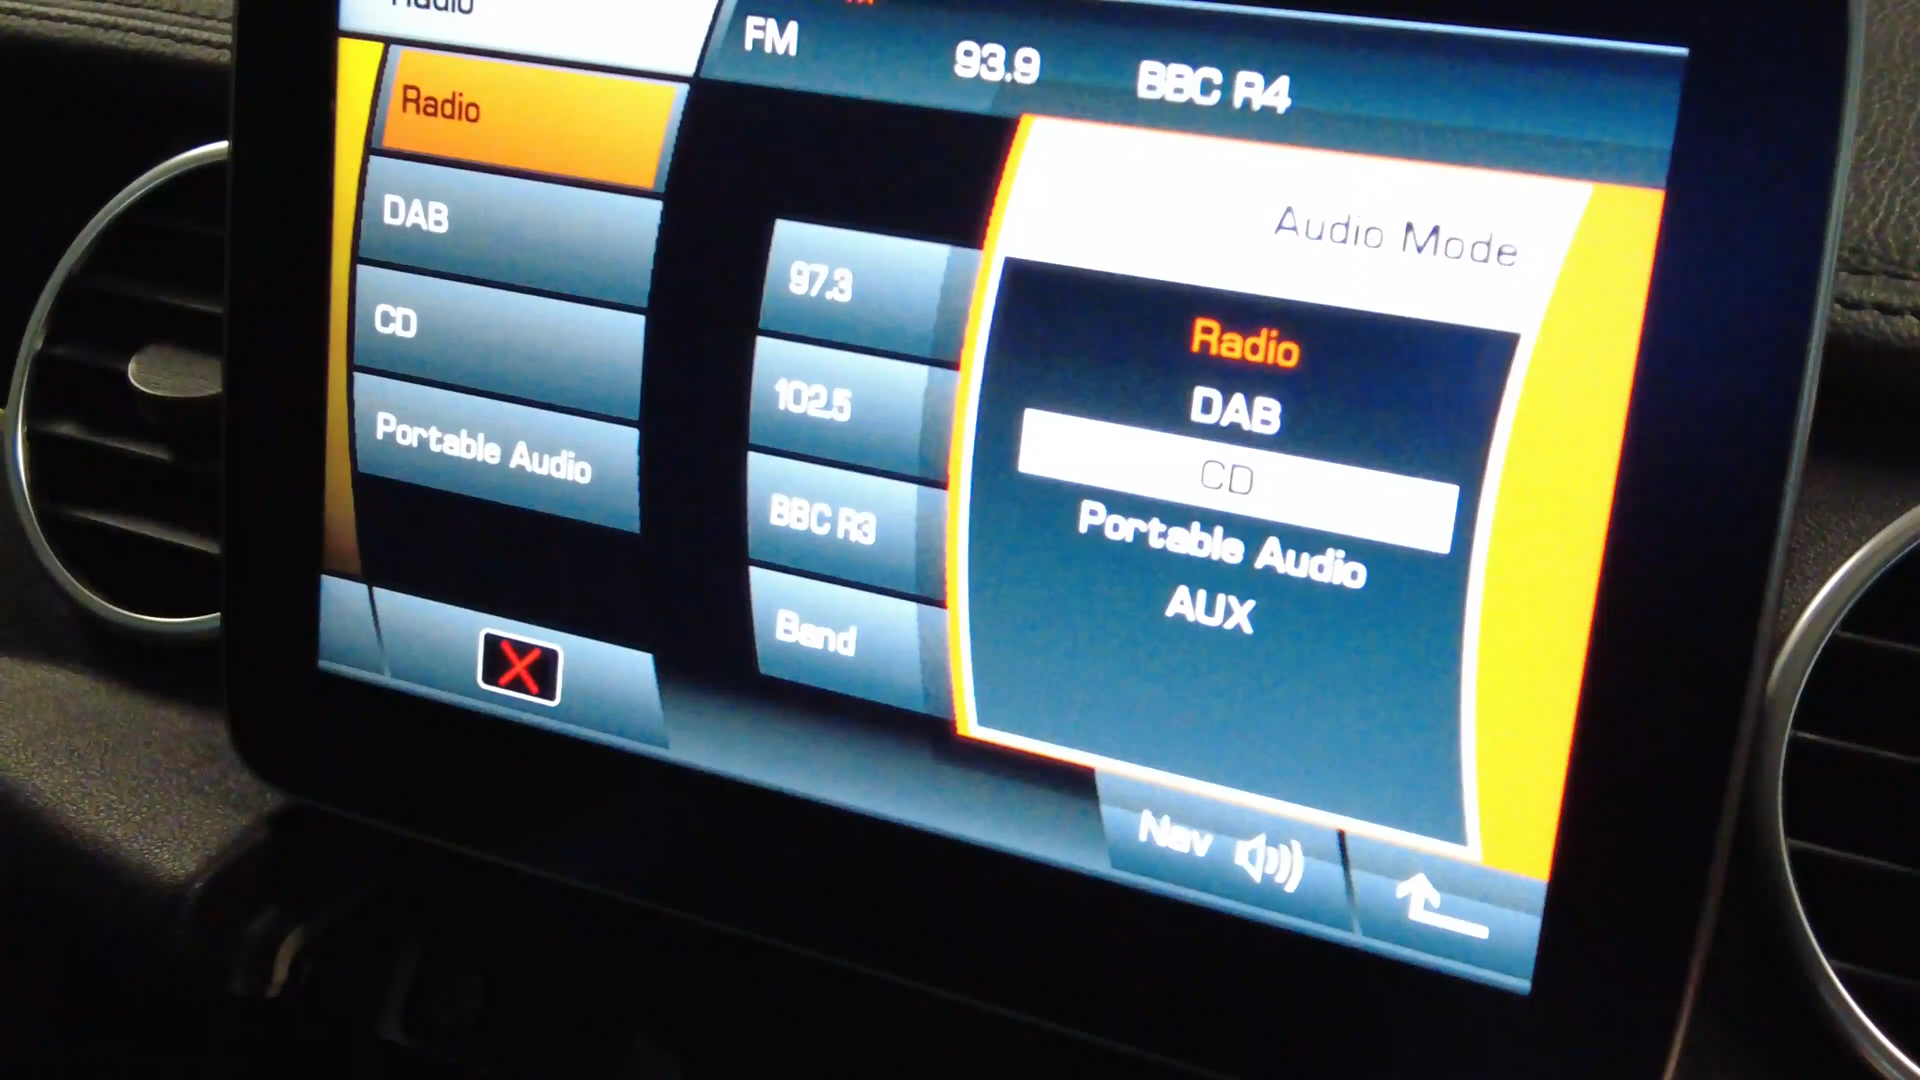 Radio
FM 93.9 BBC R4
Radio
DAB
CD
Portable Audio
97.3
102.5
BBC R3
Band
Audio Mode
Radio
DAB
CD
Portable Audio
AUX
Nav